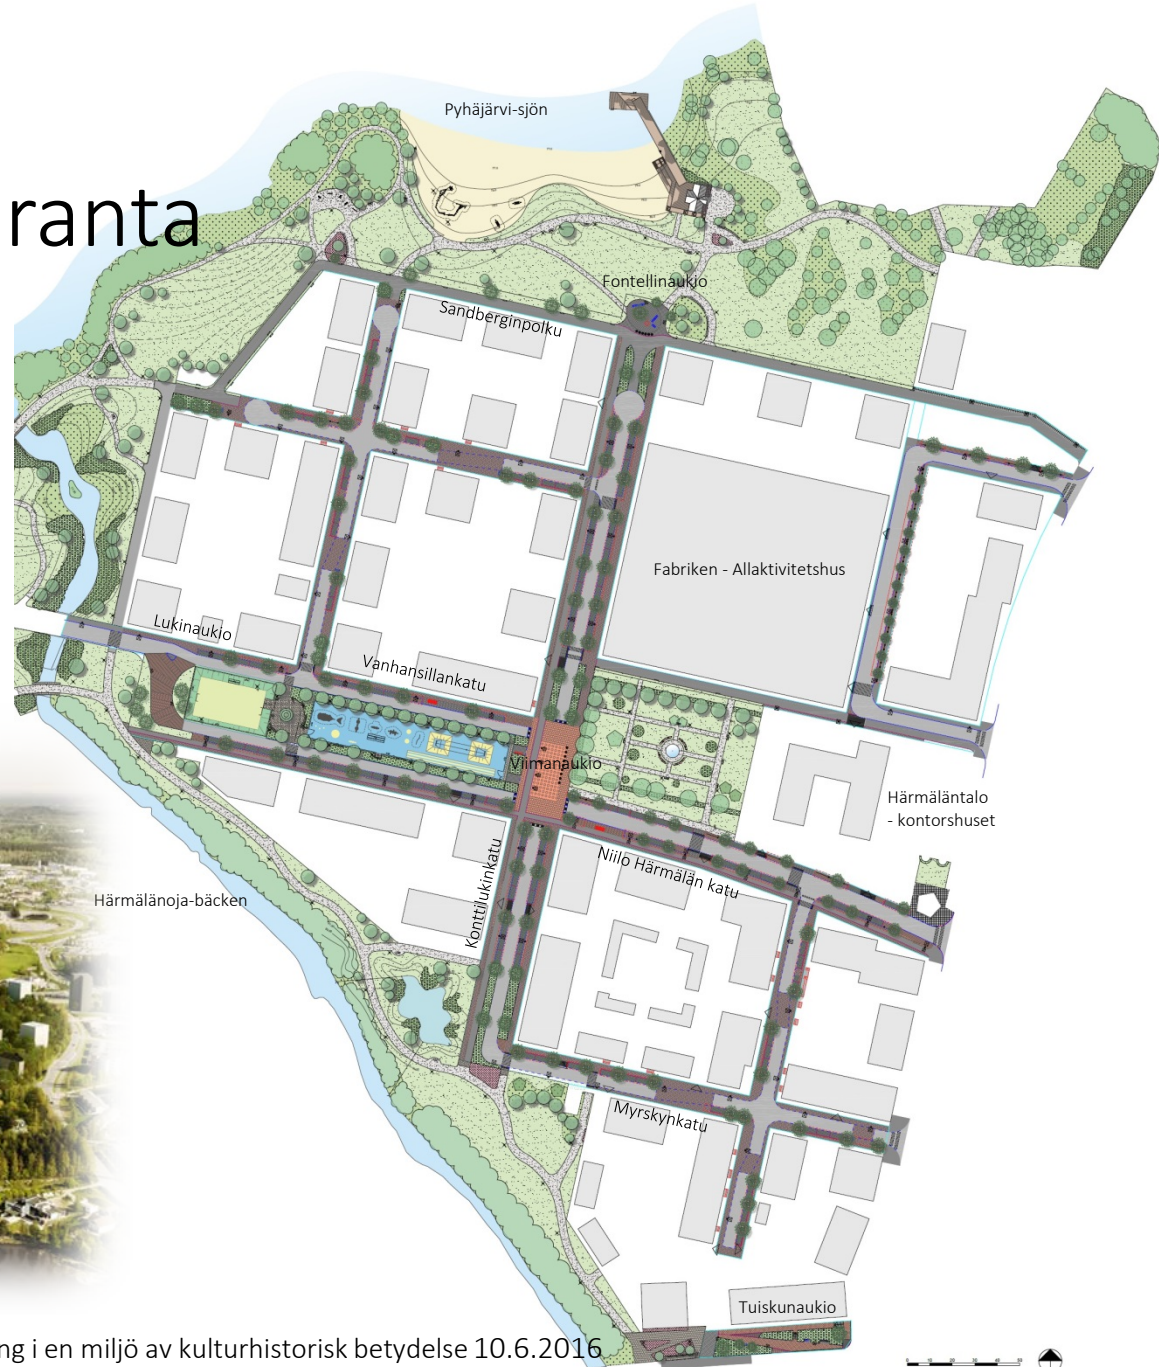 Pyhäjärvi-sjön
ranta
Fontellinaukio
Sandberginpolku
Fabriken - Allaktivitetshus
Lukinaukio
Vanhansillankatu
Viimanaukio
Härmäläntalo
- kontorshuset
Niilo Härmälän katu
Konttilukinkatu
Härmälänoja-bäcken
Myrskynkatu
Tuiskunaukio
ng i en miljö av kulturhistorisk betydelse 10.6.2016